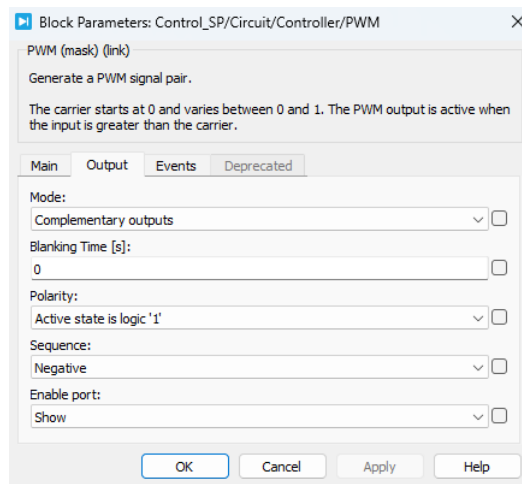 Block Parameters: Control_SP/Circuit/Controller/PWM
PWM (mask) (link)
Generate a PWM signal pair.
The carrier starts at 0 and varies between 0 and 1. The PWM output is active when
the input is greater than the carrier.
Main Output Events Deprecated
Mode:
Complementary outputs
Blanking Time [s]:
0
Polarity:
Active state is logic '1'
Sequence:
Negative
Enable port:
Show
OK Cancel Apply Help